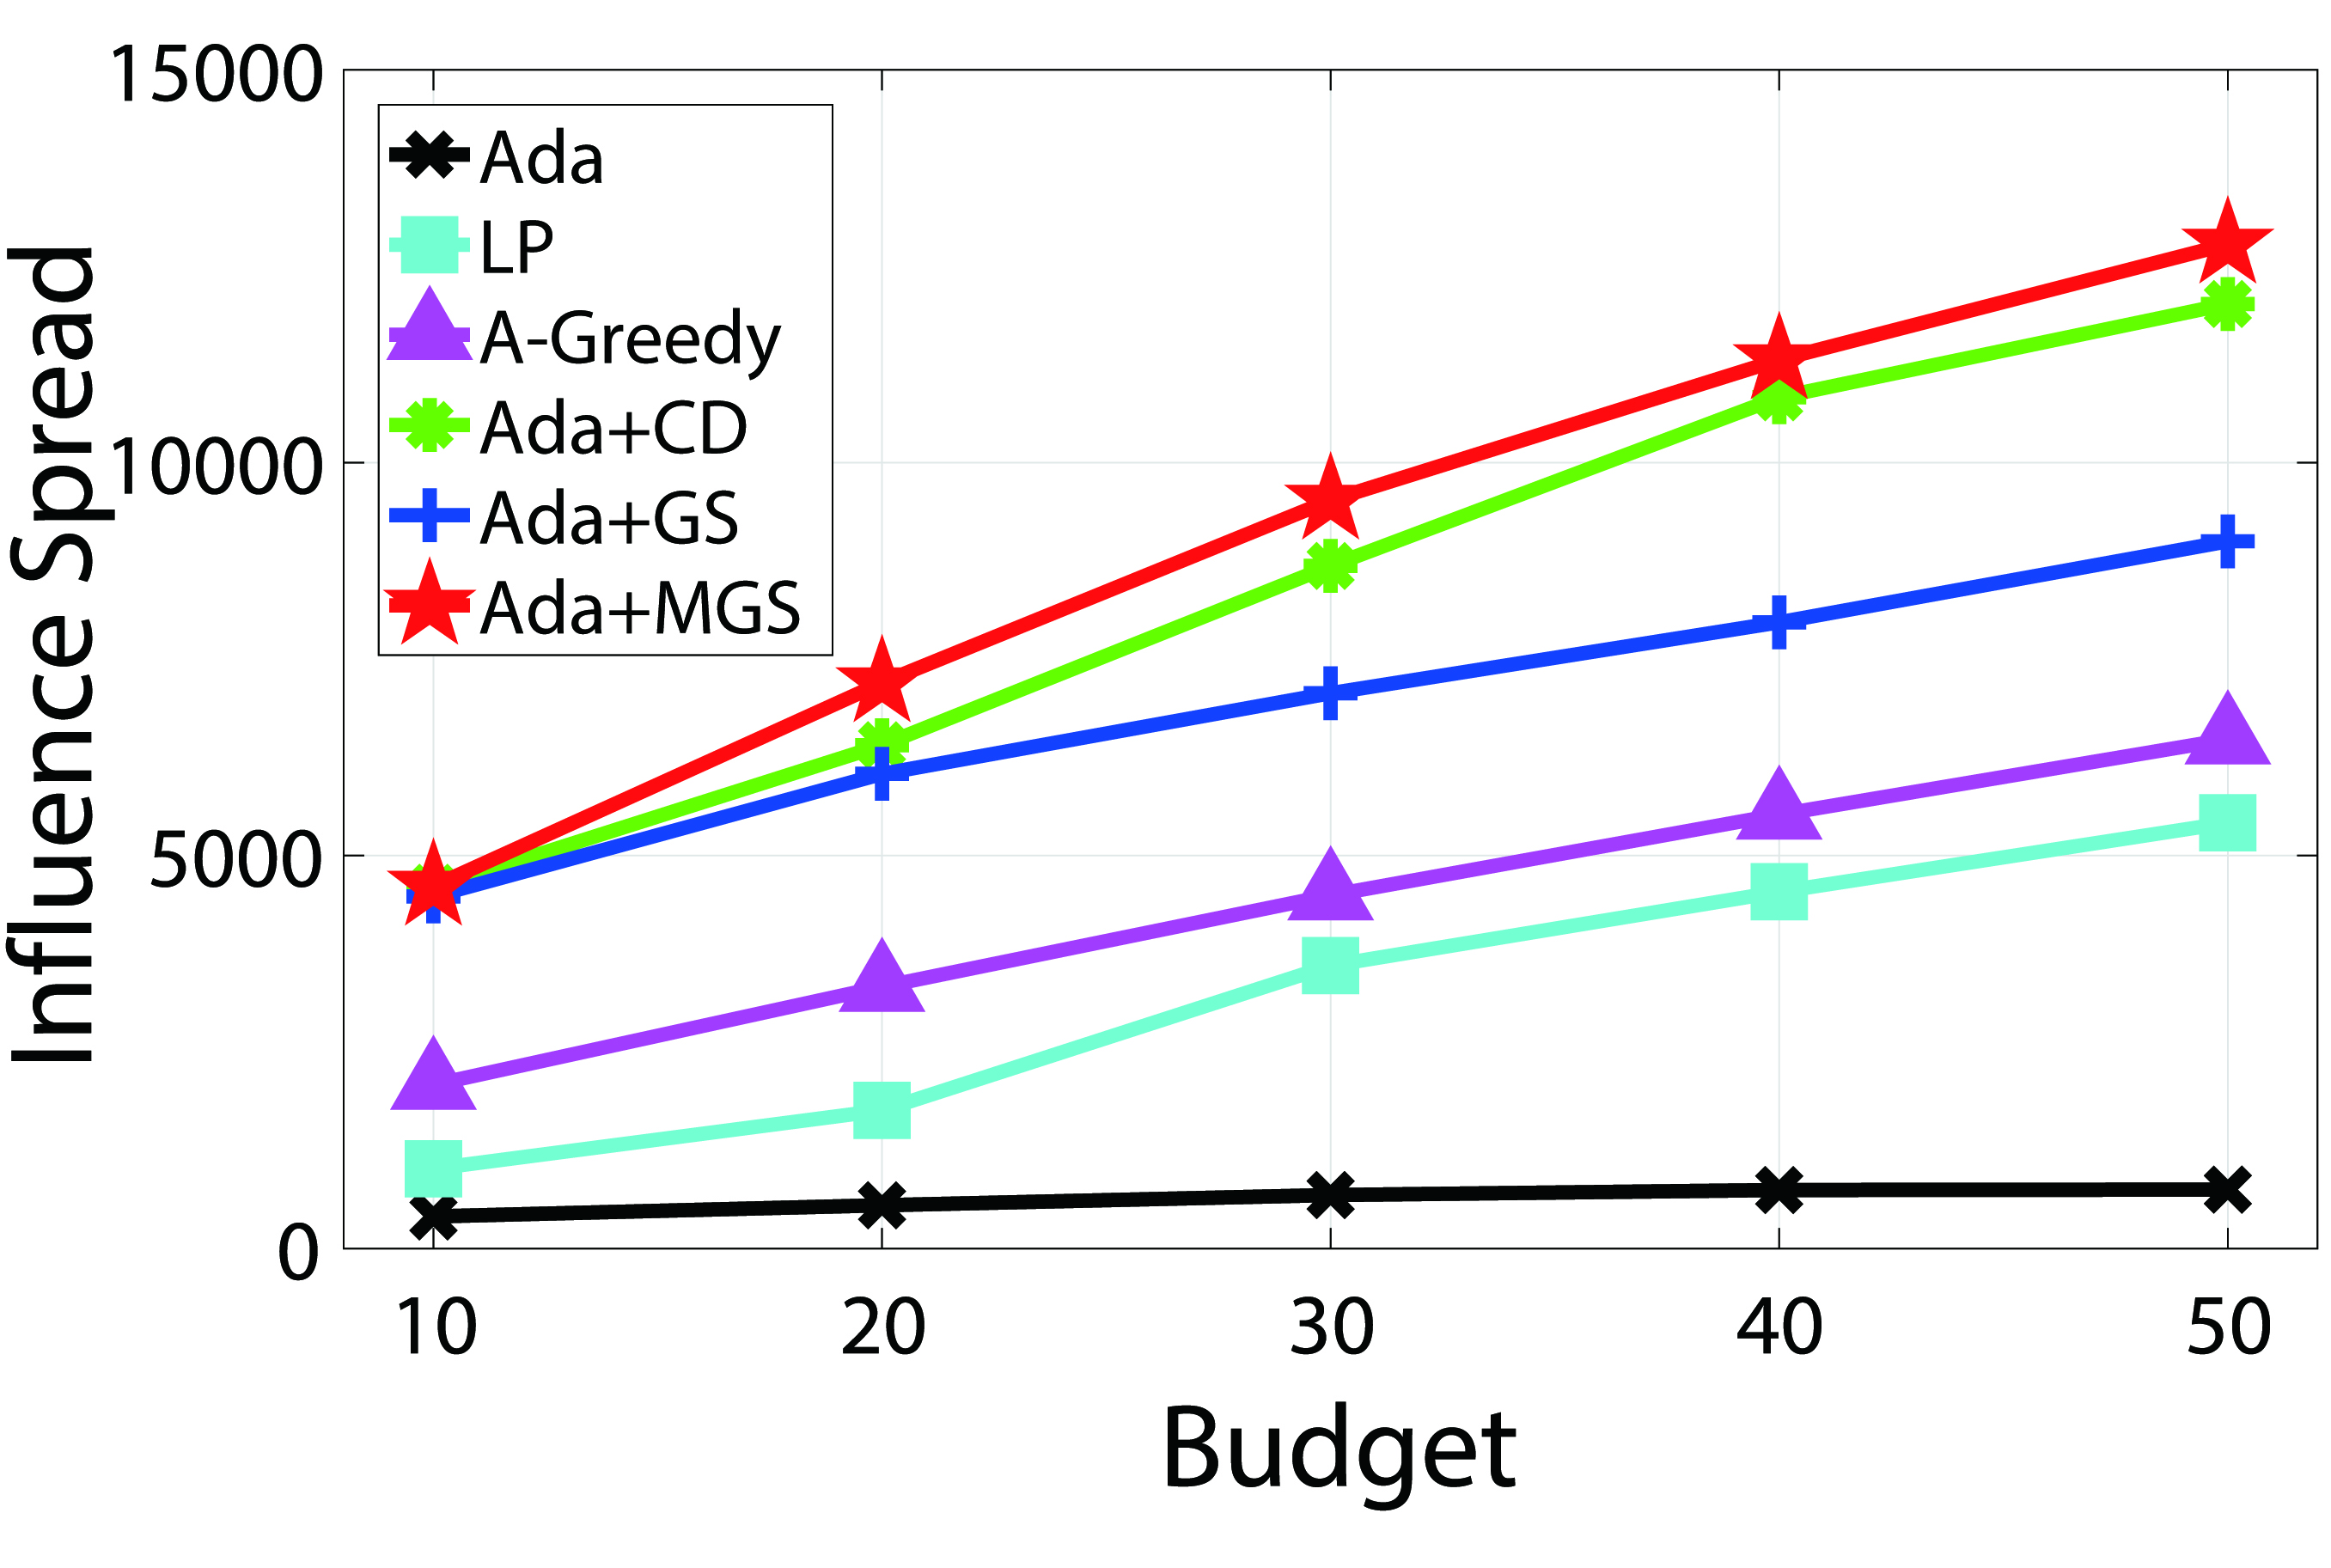 Influence Spread
15000
10000
5000
0
Ada
LP
A-Greedy
Ada+CD
Ada+GS
Ada+MGS
10 20 30 40 50
Budget